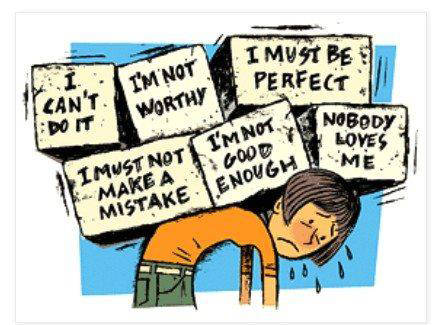 I
CAN'T
DO IT
I'M NOT
WORTHY
I MUST BE
PERFECT
I MUST NOT
MAKE A
MISTAKE
I'M NOT
GOOD
ENOUGH
NOBODY
LOVES
ME